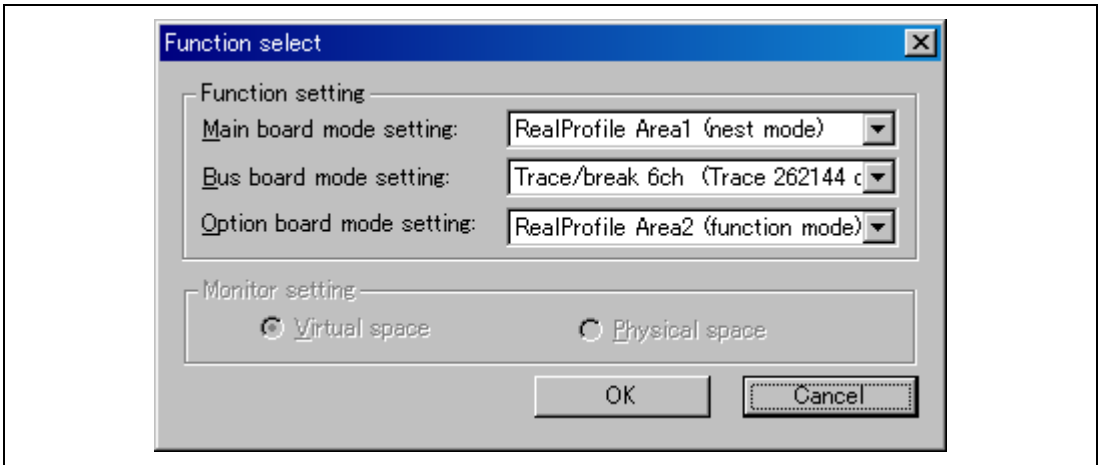 Function select
Function setting
Main board mode setting: RealProfile Area1 (nest mode)
Bus board mode setting: Trace/break 6ch (Trace 262144 c
Option board mode setting: RealProfile Area2 (function mode)
Monitor setting
Virtual space Physical space
OK Cancel